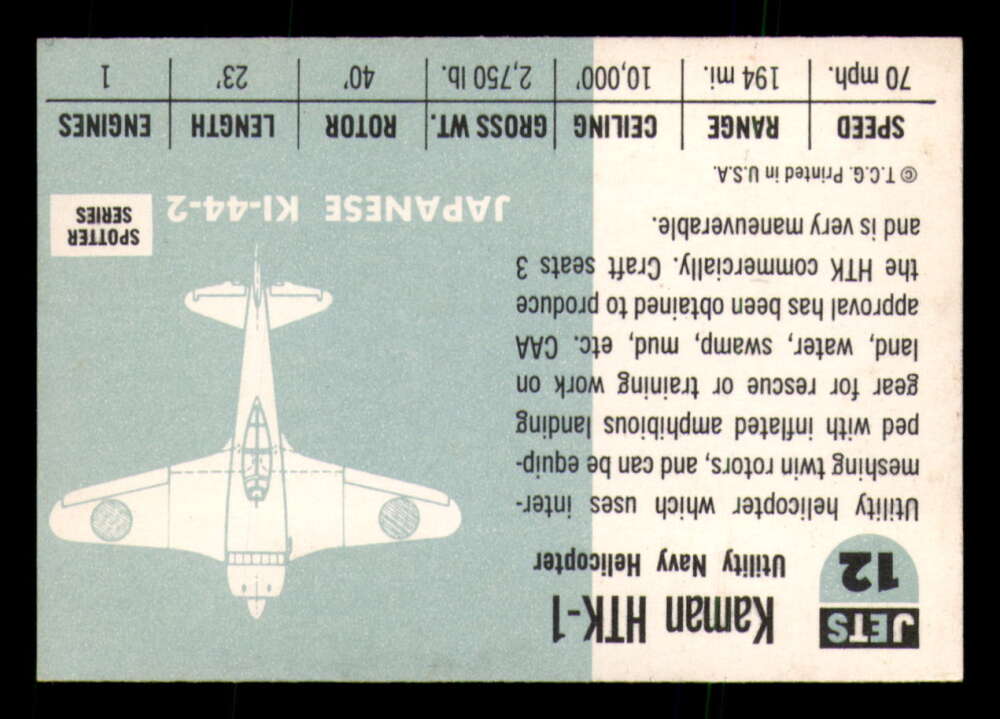 JETS
12
Kaman HTK-1
Utility Navy Helicopter
Utility helicopter which uses inter-
meshing twin rotors, and can be equip-
ped with inflated amphibious landing
gear for rescue or training work on
land, water, swamp, mud, etc. CAA
approval has been obtained to produce
the HTK commercially. Craft seats 3
and is very maneuverable.
© T.C.G. Printed in U.S.A.
JAPANESE KI-44-2
SPOTTER
SERIES
SPEED RANGE CEILING GROSS WT. ROTOR LENGTH ENGINES
70 mph. 194 mi. 10,000' 2,750 lb. 40' 23' 1